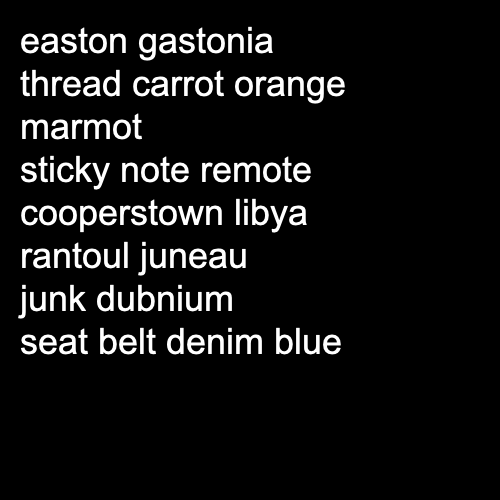 easton gastonia
thread carrot orange
marmot
sticky note remote
cooperstown libya
rantoul juneau
junk dubnium
seat belt denim blue